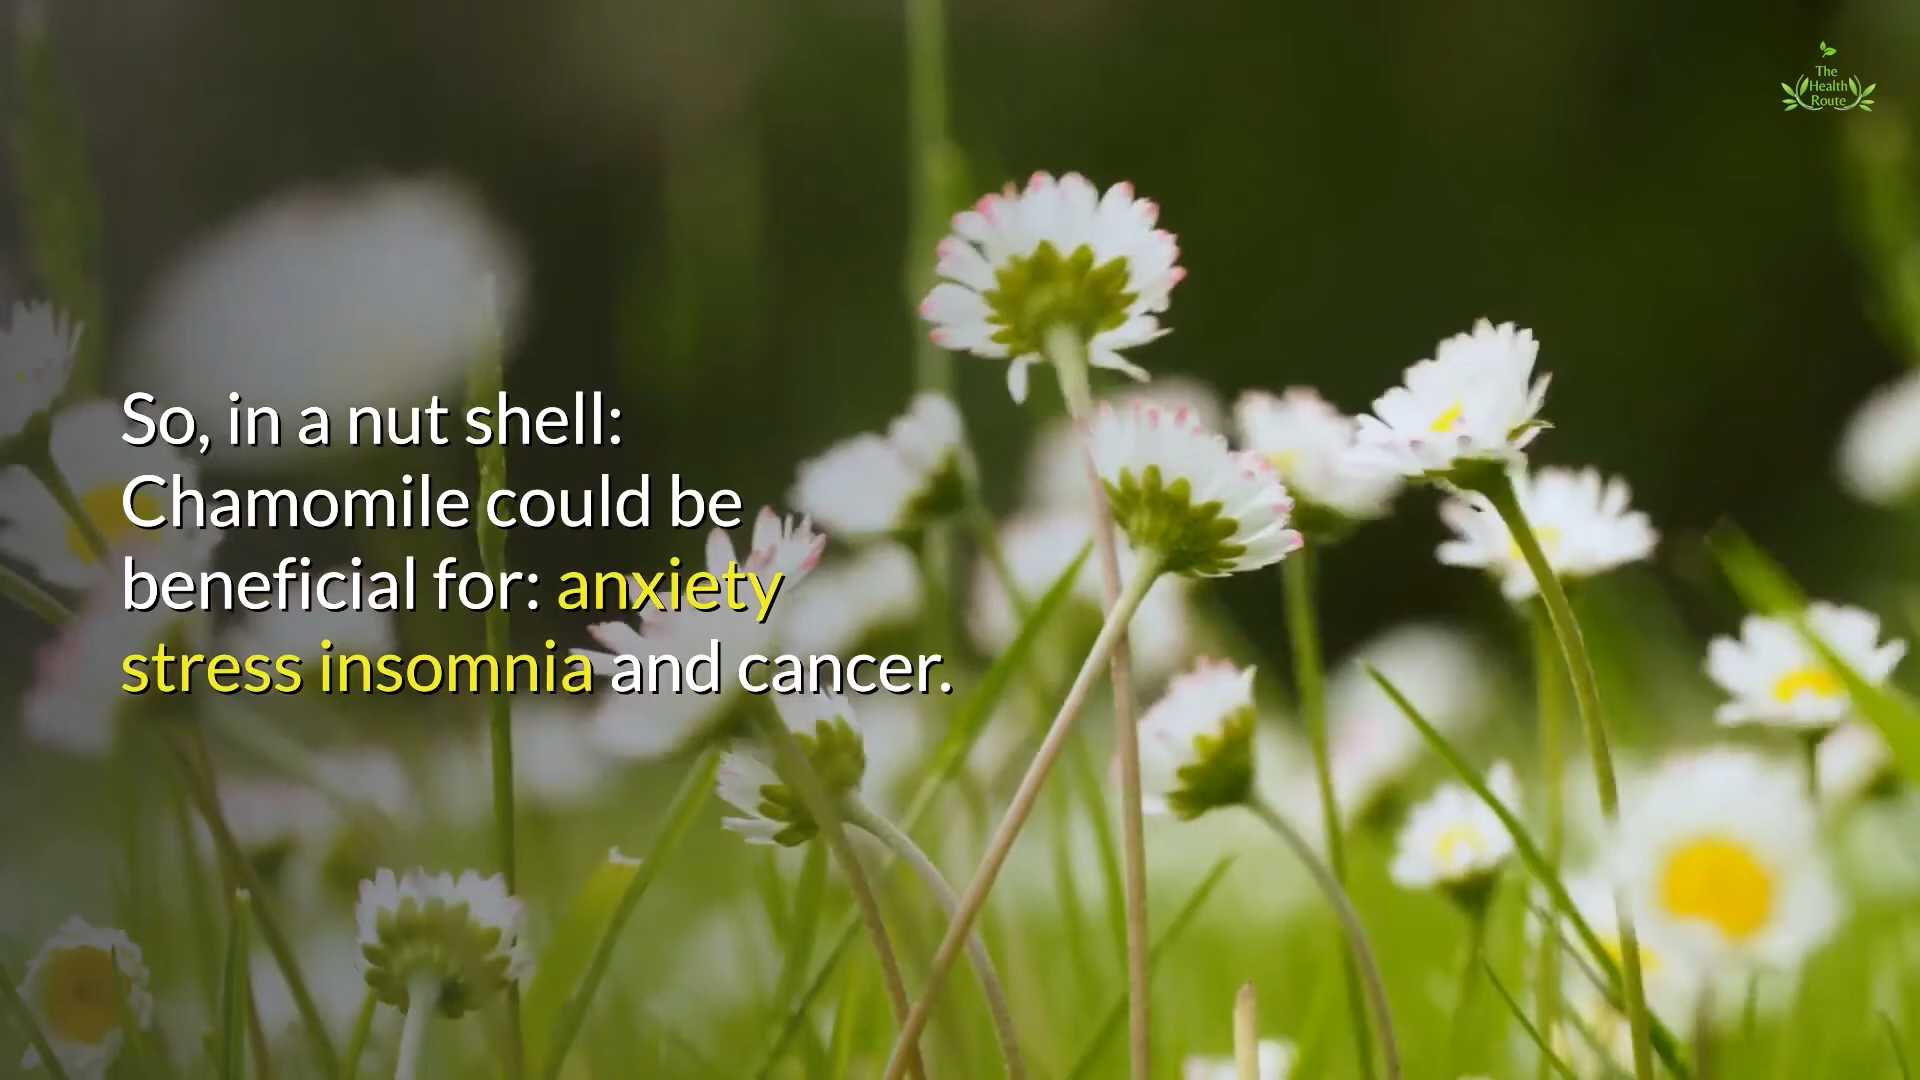 The
Health
Route
So, in a nut shell:
Chamomile could be
beneficial for: anxiety
stress insomnia and cancer.